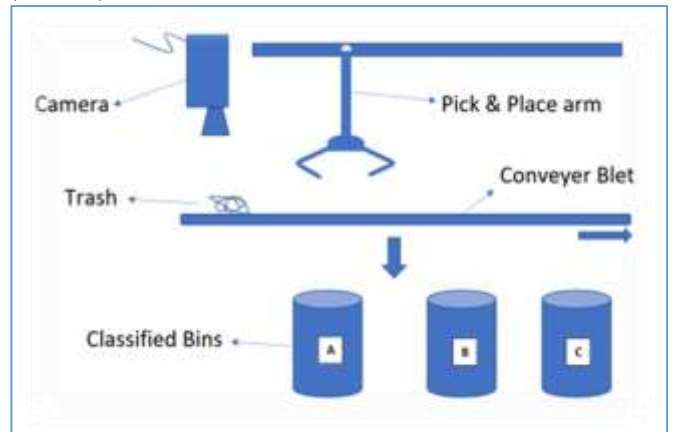 Camera
Pick & Place arm
Conveyer Blet
Trash
Classified Bins
A
B
C